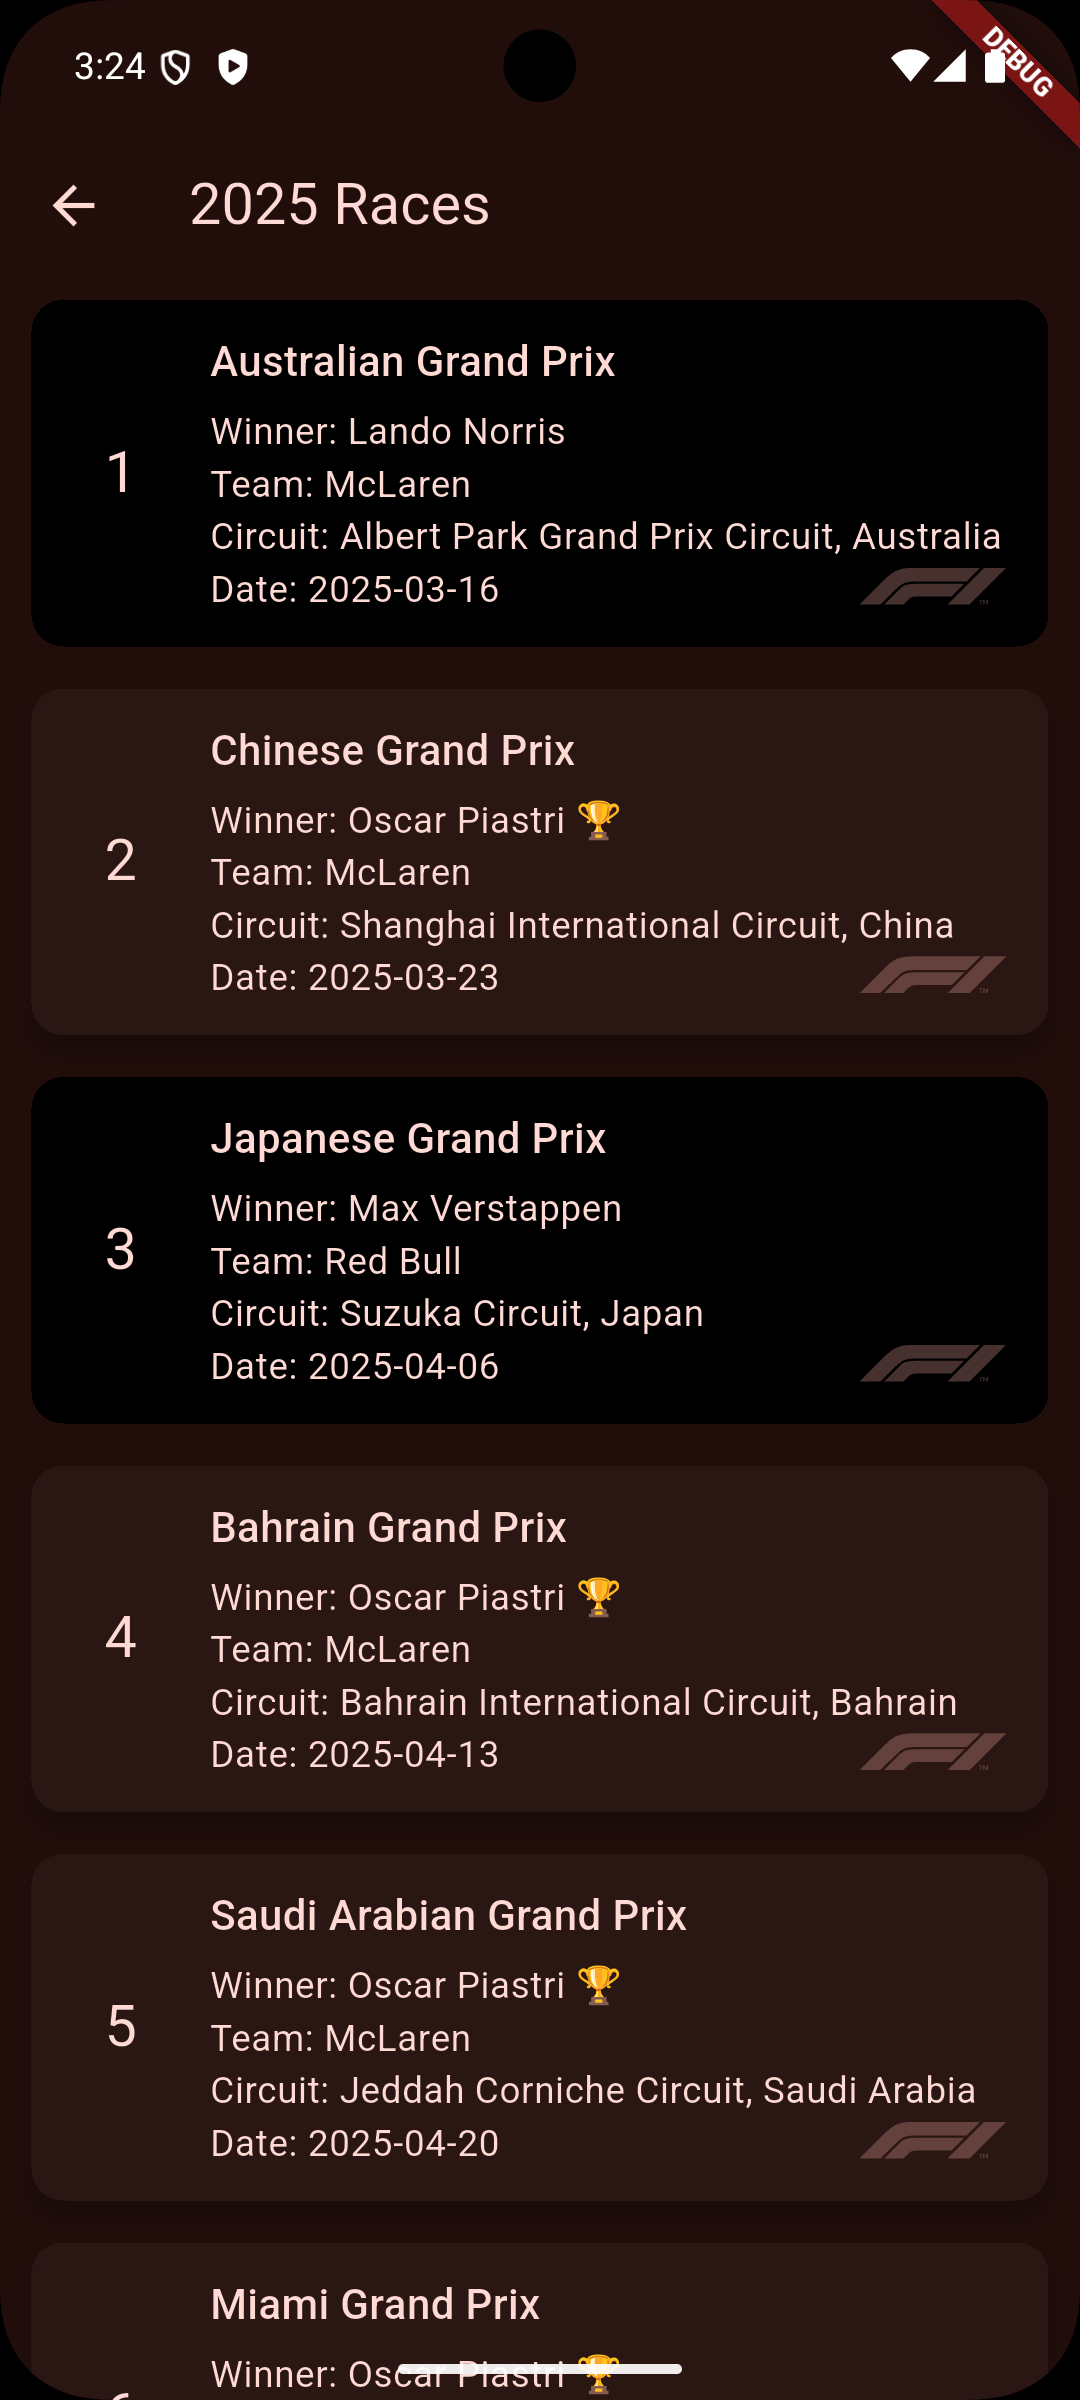 3:24
DEBUG
2025 Races
Australian Grand Prix
1
Winner: Lando Norris
Team: McLaren
Circuit: Albert Park Grand Prix Circuit, Australia
Date: 2025-03-16
Chinese Grand Prix
2
Winner: Oscar Piastri 🏆
Team: McLaren
Circuit: Shanghai International Circuit, China
Date: 2025-03-23
Japanese Grand Prix
3
Winner: Max Verstappen
Team: Red Bull
Circuit: Suzuka Circuit, Japan
Date: 2025-04-06
Bahrain Grand Prix
4
Winner: Oscar Piastri 🏆
Team: McLaren
Circuit: Bahrain International Circuit, Bahrain
Date: 2025-04-13
Saudi Arabian Grand Prix
5
Winner: Oscar Piastri 🏆
Team: McLaren
Circuit: Jeddah Corniche Circuit, Saudi Arabia
Date: 2025-04-20
Miami Grand Prix
Winner: Oscar Piastri 🏆